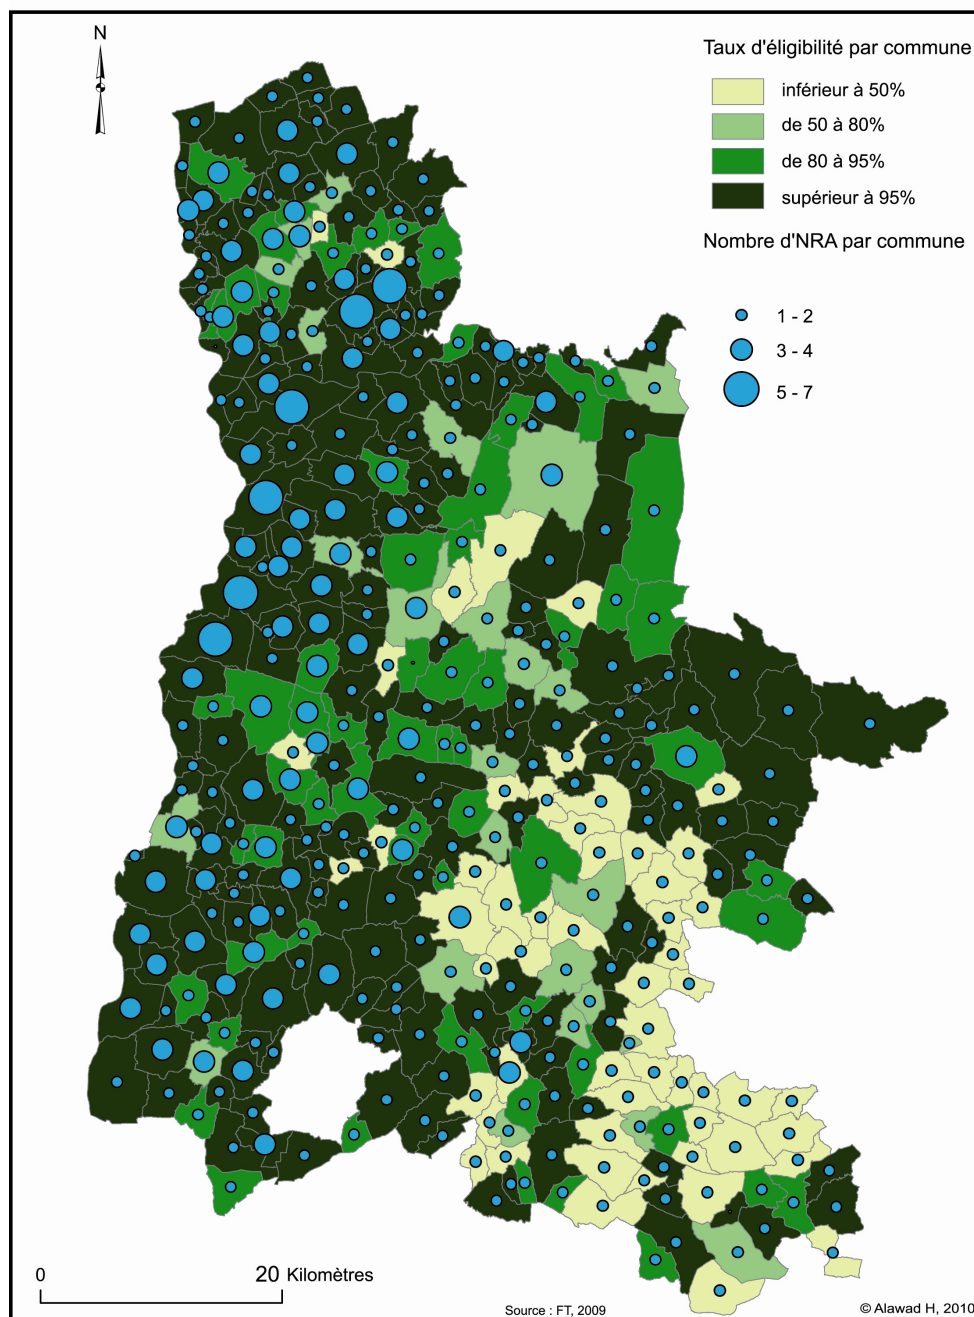 N
Taux d'éligibilité par commune
inférieur à 50%
de 50 à 80%
de 80 à 95%
supérieur à 95%
Nombre d'NRA par commune
1 - 2
3 - 4
5 - 7
0 20 Kilomètres
Source : FT, 2009
© Alawad H, 2010